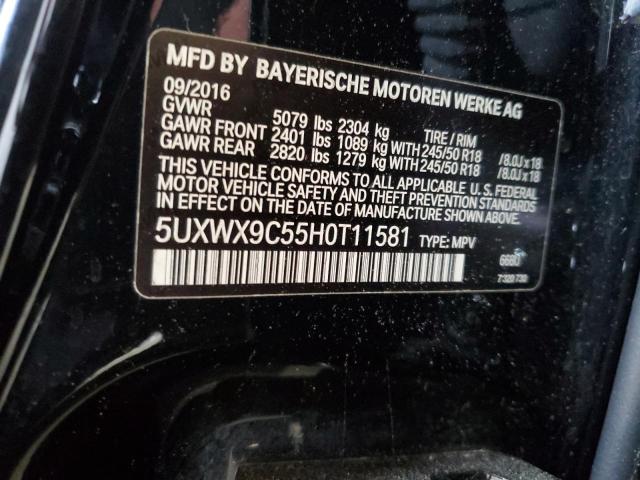 MFD BY BAYERISCHE MOTOREN WERKE AG
09/2016
GVWR 5079 lbs 2304 kg TIRE / RIM
GAWR FRONT 2401 lbs 1089 kg WITH 245/50 R18 /8.0J x 18
GAWR REAR 2820 lbs 1279 kg WITH 245/50 R18 /8.0J x 18
THIS VEHICLE CONFORMS TO ALL APPLICABLE U. S. FEDERAL
MOTOR VEHICLE SAFETY AND THEFT PREVENTION STANDARDS
IN EFFECT ON THE DATE OF MANUFACTURE SHOWN ABOVE.
5UXWX9C55H0T11581 TYPE: MPV
668U
7320730